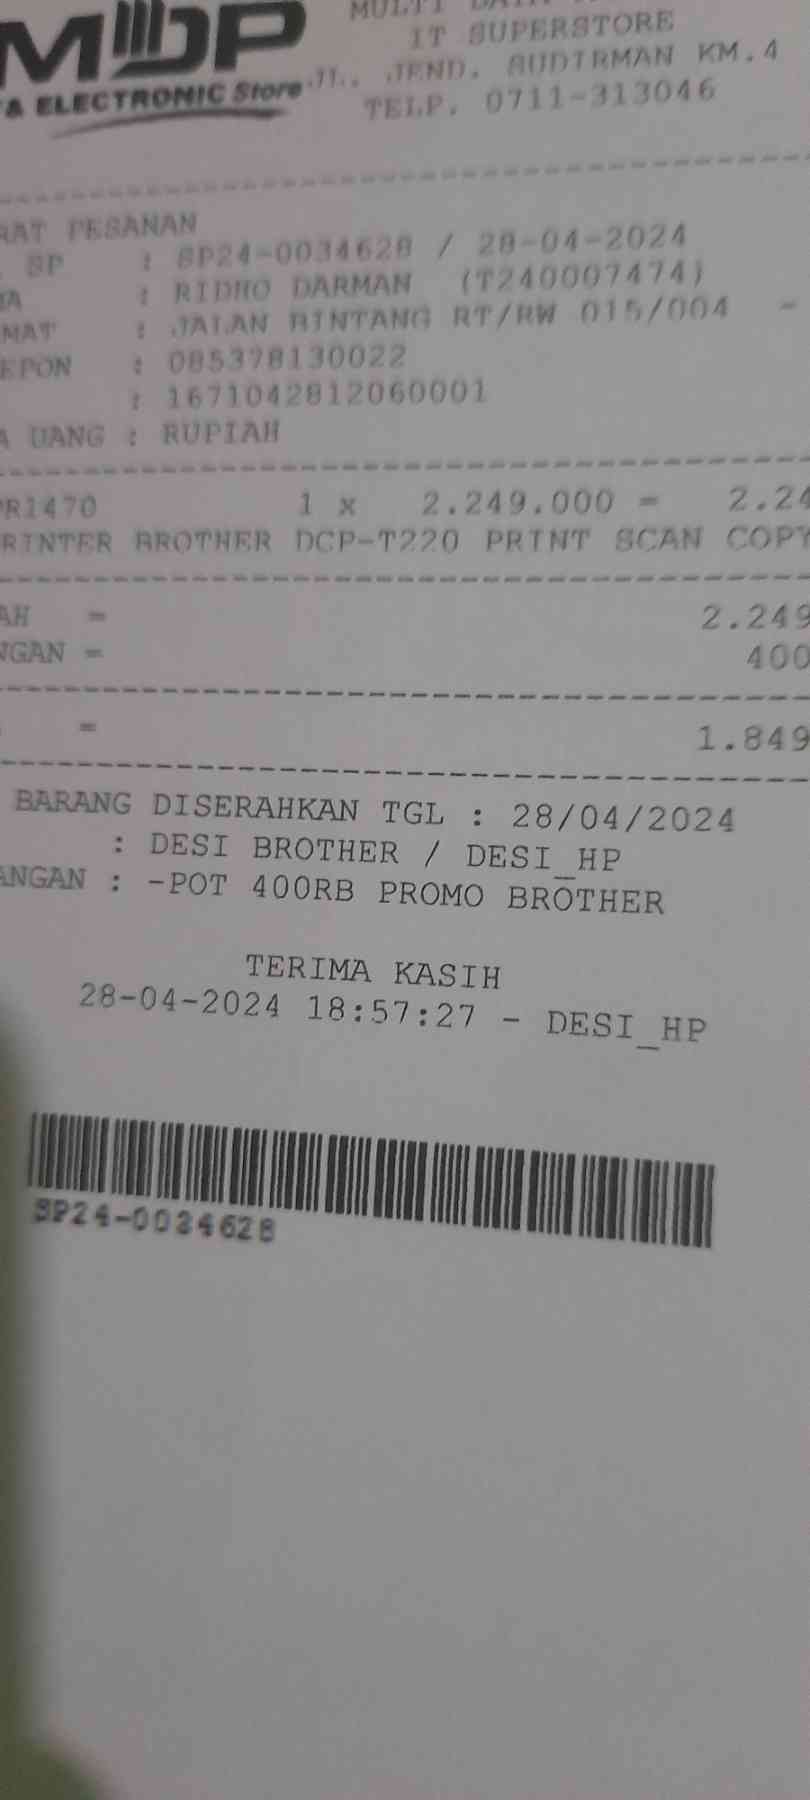 MDP
MULTI
IT SUPERSTORE
& ELECTRONIC Store
JL. JEND. SUDIRMAN KM.4
TELP. 0711-313046
RAT PESANAN
SP : SP24-0034628 / 28-04-2024
MA : RIDHO DARMAN (T240007474)
MAT : JALAN BINTANG RT/RW 015/004 -
EPON : 085378130022
: 1671042812060001
A UANG : RUPIAH
PR1470 1 x 2.249.000 = 2.24
RINTER BROTHER DCP-T220 PRINT SCAN COPY
AH = 2.249
NGAN = 400
= 1.849
BARANG DISERAHKAN TGL : 28/04/2024
: DESI BROTHER / DESI_HP
ANGAN : -POT 400RB PROMO BROTHER
TERIMA KASIH
28-04-2024 18:57:27 - DESI_HP
SP24-0034628